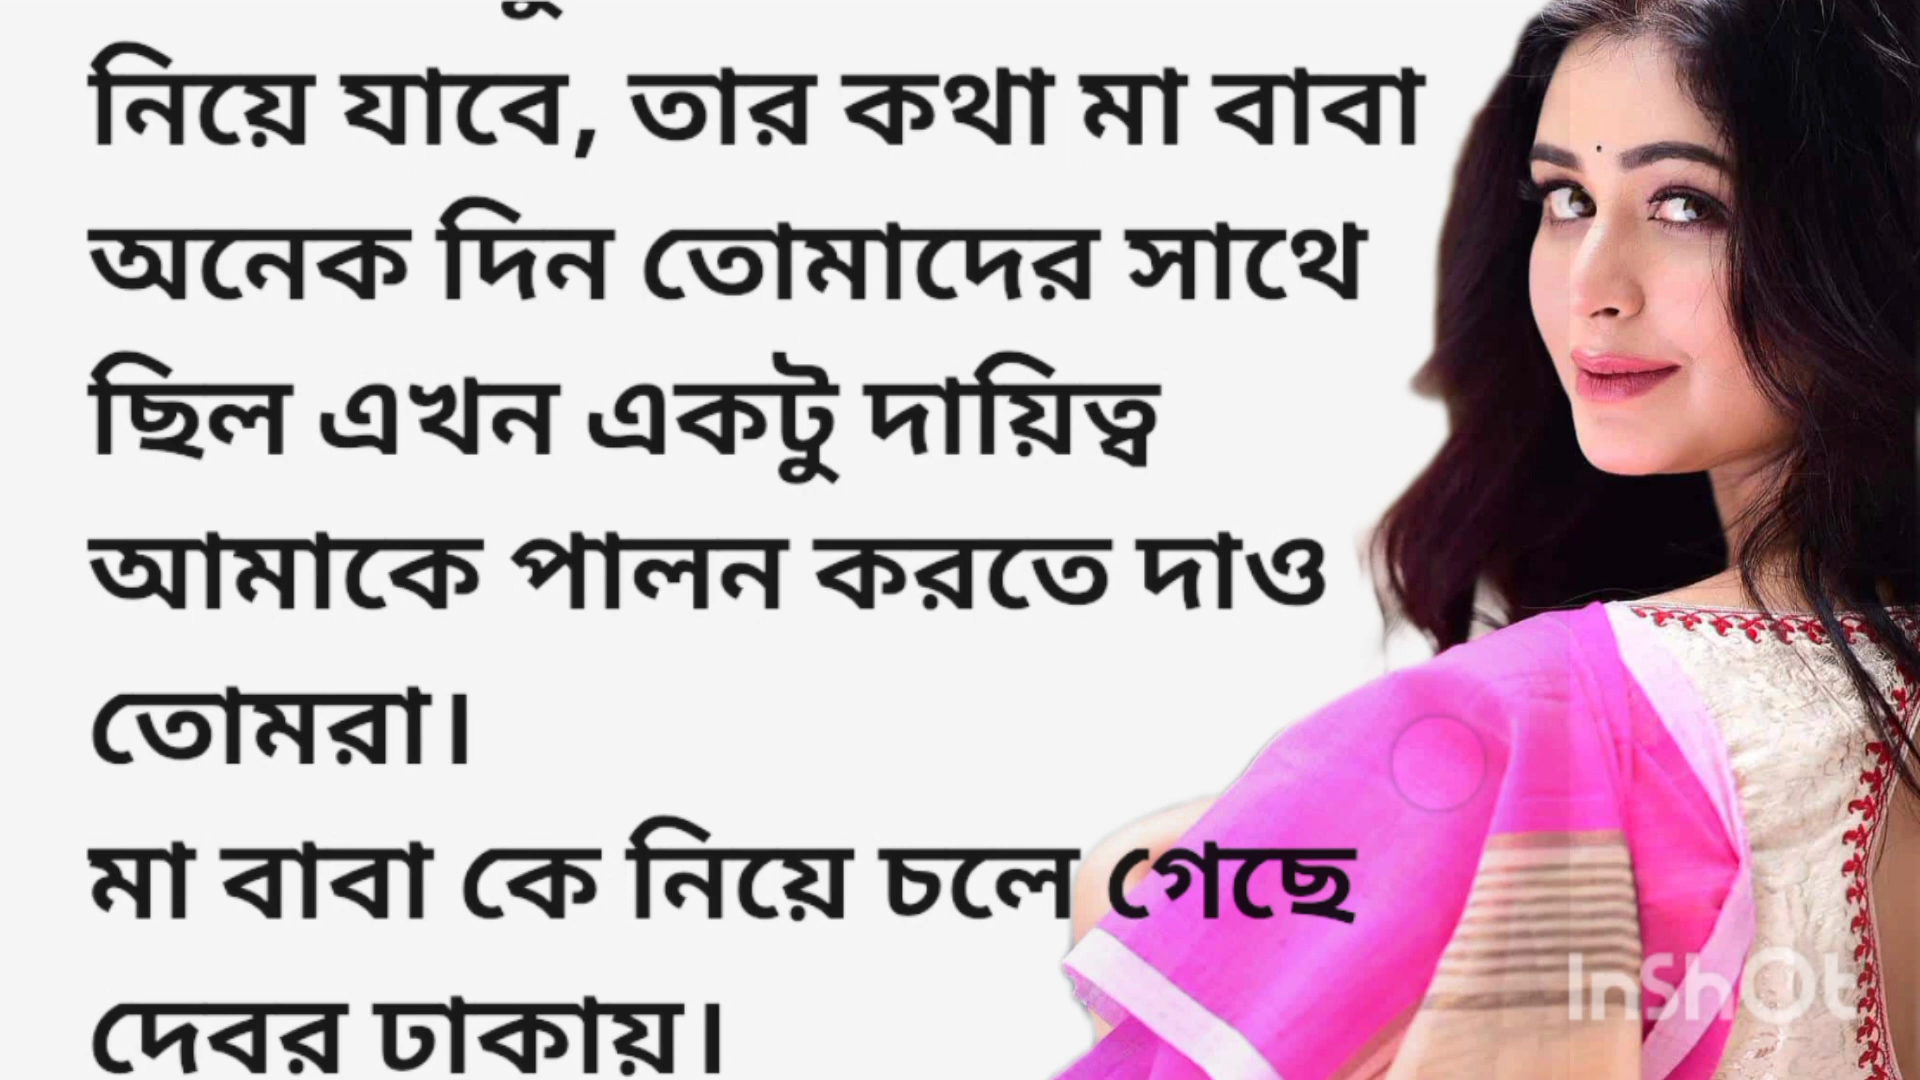 নিয়ে যাবে, তার কথা মা বাবা
অনেক দিন তোমাদের সাথে
ছিল এখন একটু দায়িত্ব
আমাকে পালন করতে দাও
তোমরা।
মা বাবা কে নিয়ে চলে গেছে
দেবর ঢাকায়।
InShOt